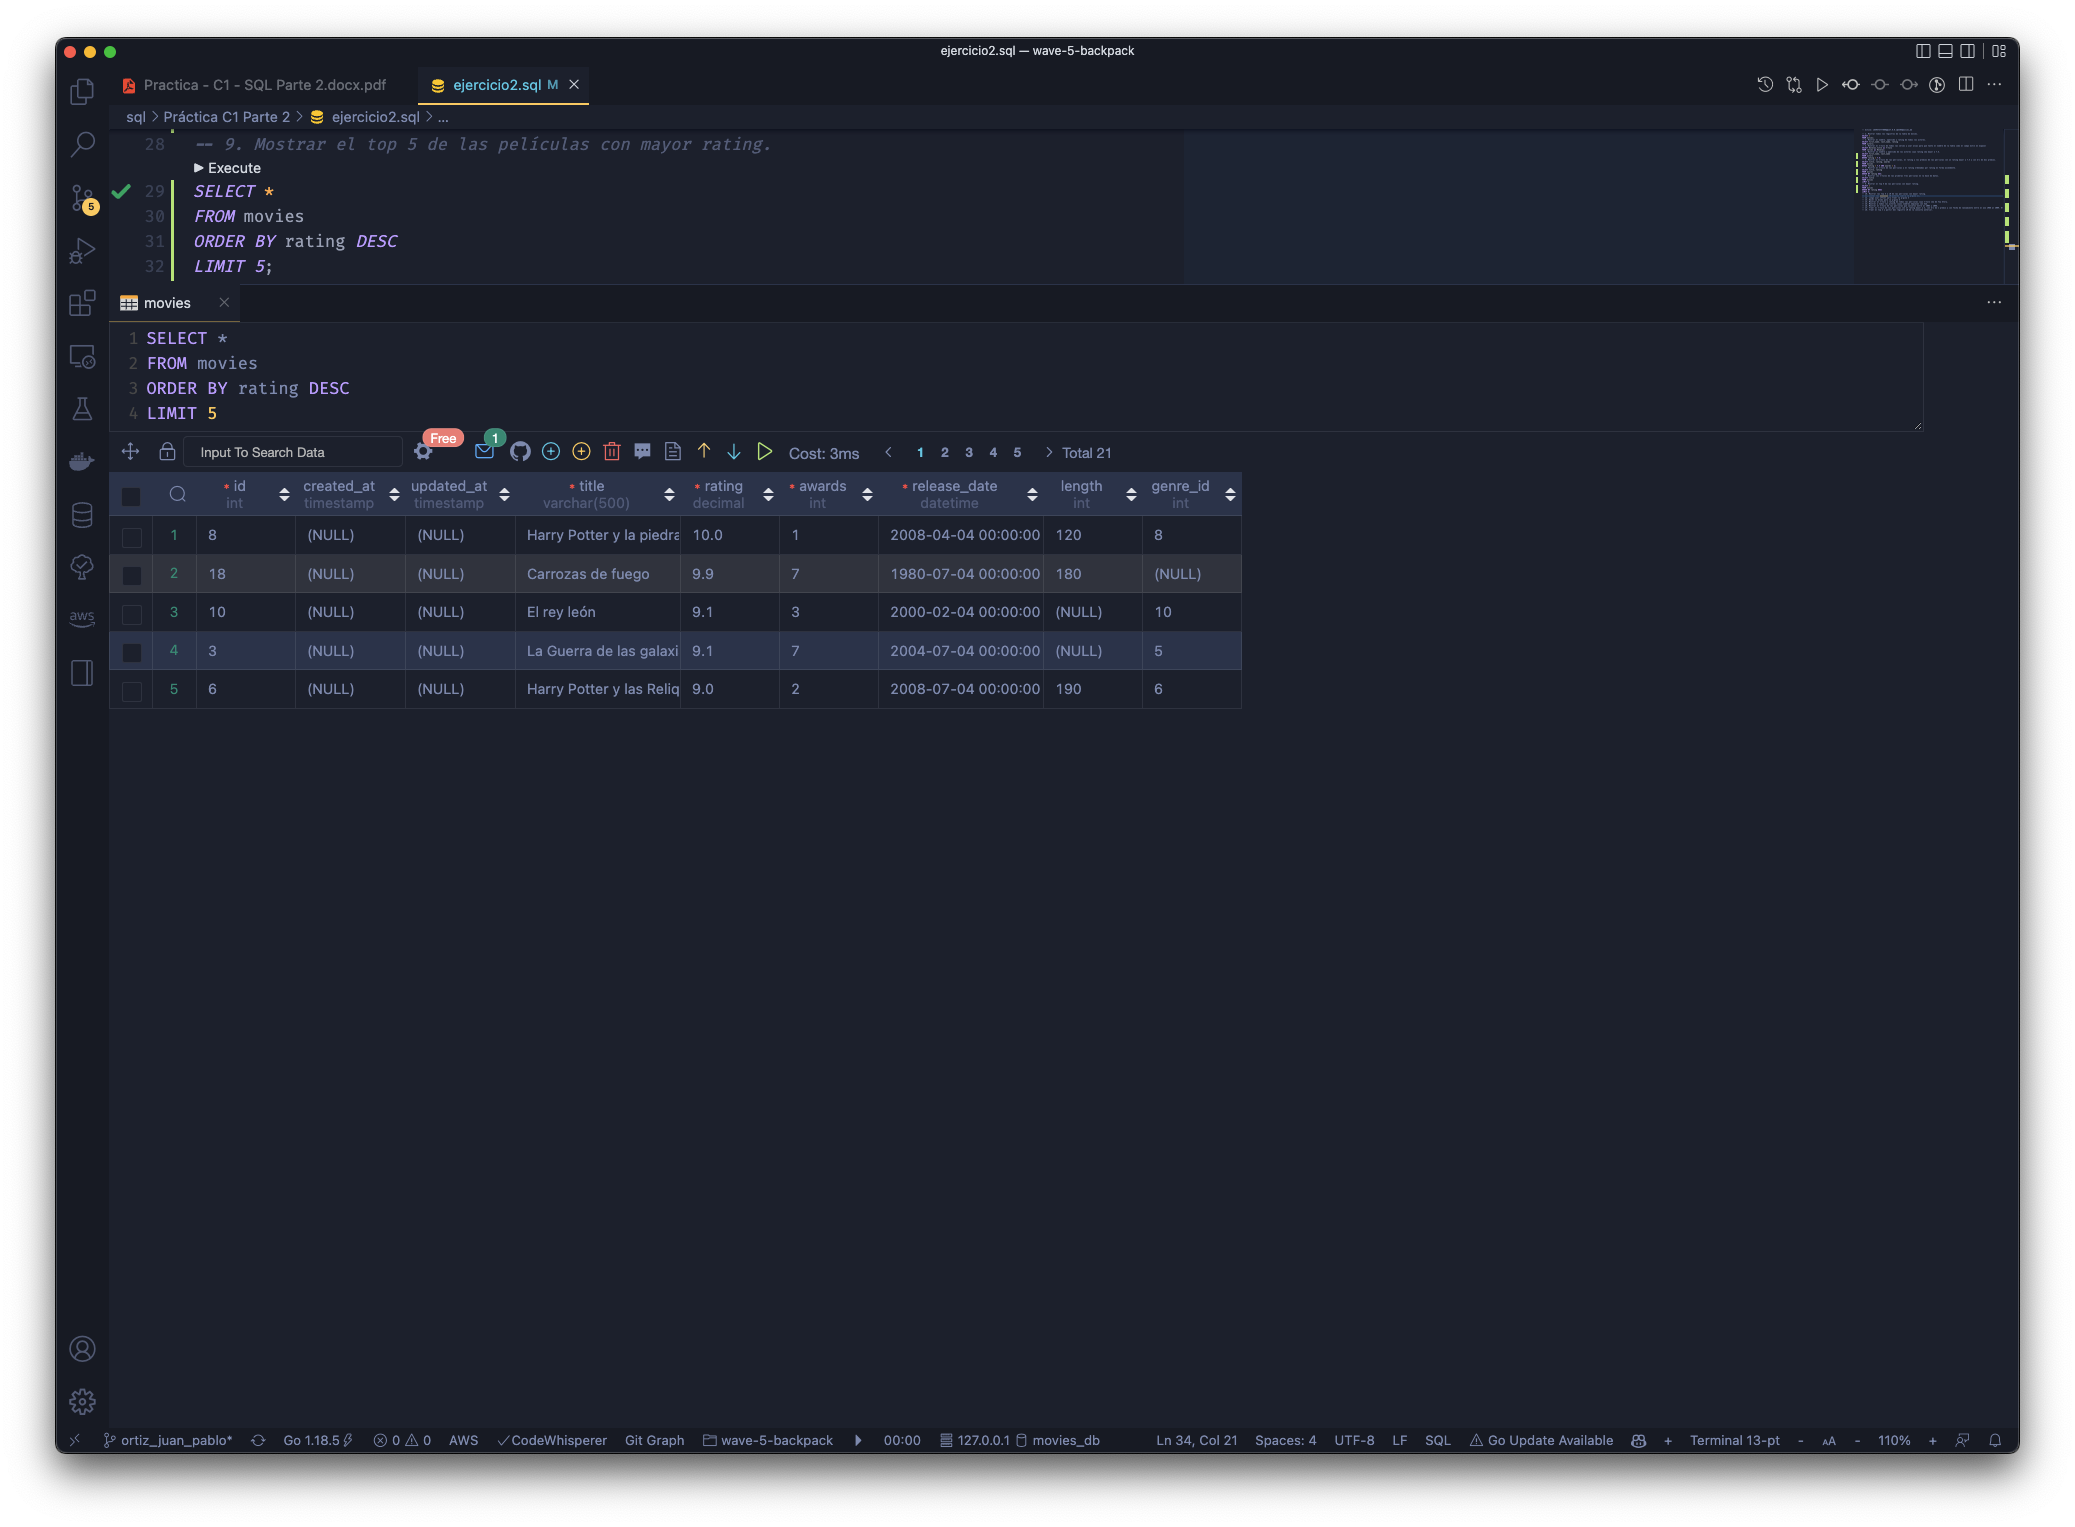 ejercicio2.sql — wave-5-backpack
Practica - C1 - SQL Parte 2.docx.pdf
ejercicio2.sql M
sql > Práctica C1 Parte 2 > ejercicio2.sql > ...
28 -- 9. Mostrar el top 5 de las películas con mayor rating.
Execute
29 SELECT *
30 FROM movies
31 ORDER BY rating DESC
32 LIMIT 5;
5
movies
1 SELECT *
2 FROM movies
3 ORDER BY rating DESC
4 LIMIT 5
Input To Search Data Free 1 Cost: 3ms < 1 2 3 4 5 > Total 21
* id created_at updated_at * title * rating * awards * release_date length genre_id
int timestamp timestamp varchar(500) decimal int datetime int int
1 8 (NULL) (NULL) Harry Potter y la piedra 10.0 1 2008-04-04 00:00:00 120 8
2 18 (NULL) (NULL) Carrozas de fuego 9.9 7 1980-07-04 00:00:00 180 (NULL)
3 10 (NULL) (NULL) El rey león 9.1 3 2000-02-04 00:00:00 (NULL) 10
4 3 (NULL) (NULL) La Guerra de las galaxi 9.1 7 2004-07-04 00:00:00 (NULL) 5
5 6 (NULL) (NULL) Harry Potter y las Reliq 9.0 2 2008-07-04 00:00:00 190 6
aws
ortiz_juan_pablo* Go 1.18.5 0 0 AWS CodeWhisperer Git Graph wave-5-backpack 00:00 127.0.0.1 movies_db Ln 34, Col 21 Spaces: 4 UTF-8 LF SQL Go Update Available + Terminal 13-pt - AA - 110% +